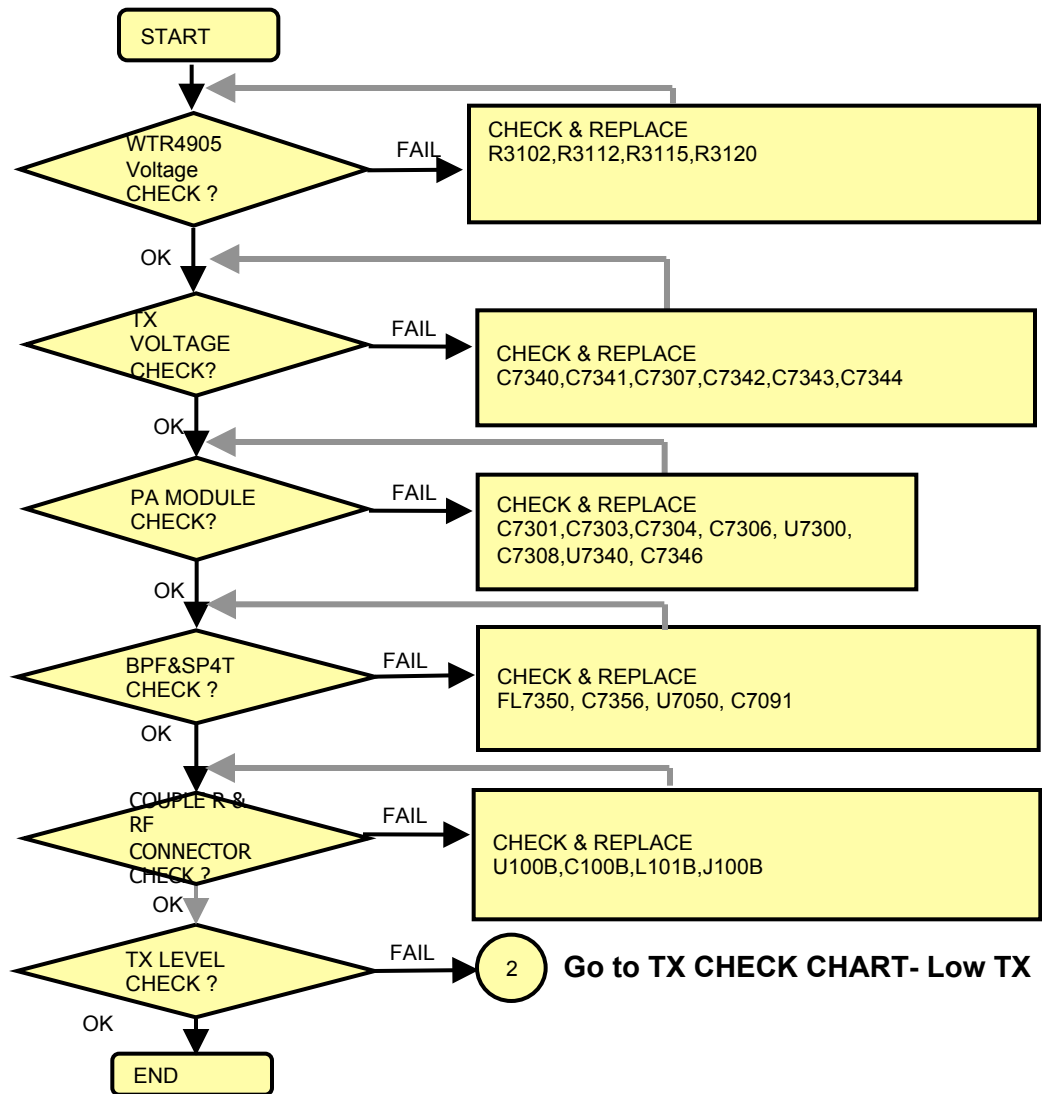 START
WTR4905
Voltage
CHECK ?
FAIL
CHECK & REPLACE
R3102,R3112,R3115,R3120
OK
TX
VOLTAGE
CHECK?
FAIL
CHECK & REPLACE
C7340,C7341,C7307,C7342,C7343,C7344
OK
PA MODULE
CHECK?
FAIL
CHECK & REPLACE
C7301,C7303,C7304, C7306, U7300,
C7308,U7340, C7346
OK
BPF&SP4T
CHECK ?
FAIL
CHECK & REPLACE
FL7350, C7356, U7050, C7091
OK
COUPLE R &
RF
CONNECTOR
CHECK ?
FAIL
CHECK & REPLACE
U100B,C100B,L101B,J100B
OK
TX LEVEL
CHECK ?
FAIL
2
Go to TX CHECK CHART- Low TX
OK
END